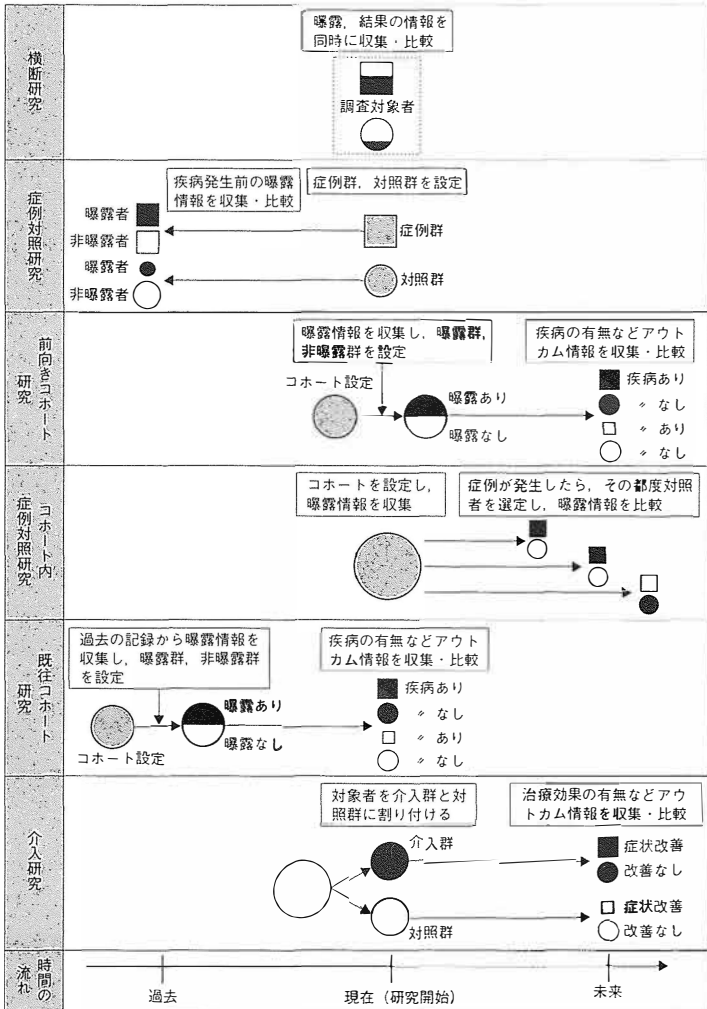 横断研究
曝露，結果の情報を
同時に収集・比較
調査対象者
症例対照研究
疾病発生前の曝露
情報を収集・比較
症例群，対照群を設定
曝露者
非曝露者
曝露者
非曝露者
症例群
対照群
前向きコホート
研究
曝露情報を収集し，曝露群，
非曝露群を設定
疾病の有無などアウト
カム情報を収集・比較
コホート設定
曝露あり
曝露なし
疾病あり
〃 なし
〃 あり
〃 なし
コホート内
症例対照研究
コホートを設定し，
曝露情報を収集
症例が発生したら，その都度対照
者を選定し，曝露情報を比較
既往コホート
研究
過去の記録から曝露情報を
収集し，曝露群，非曝露群
を設定
疾病の有無などアウト
カム情報を収集・比較
コホート設定
曝露あり
曝露なし
疾病あり
〃 なし
〃 あり
〃 なし
介入研究
対象者を介入群と対
照群に割り付ける
治療効果の有無などアウ
トカム情報を収集・比較
介入群
対照群
症状改善
改善なし
症状改善
改善なし
時間の
流れ
過去
現在（研究開始）
未来